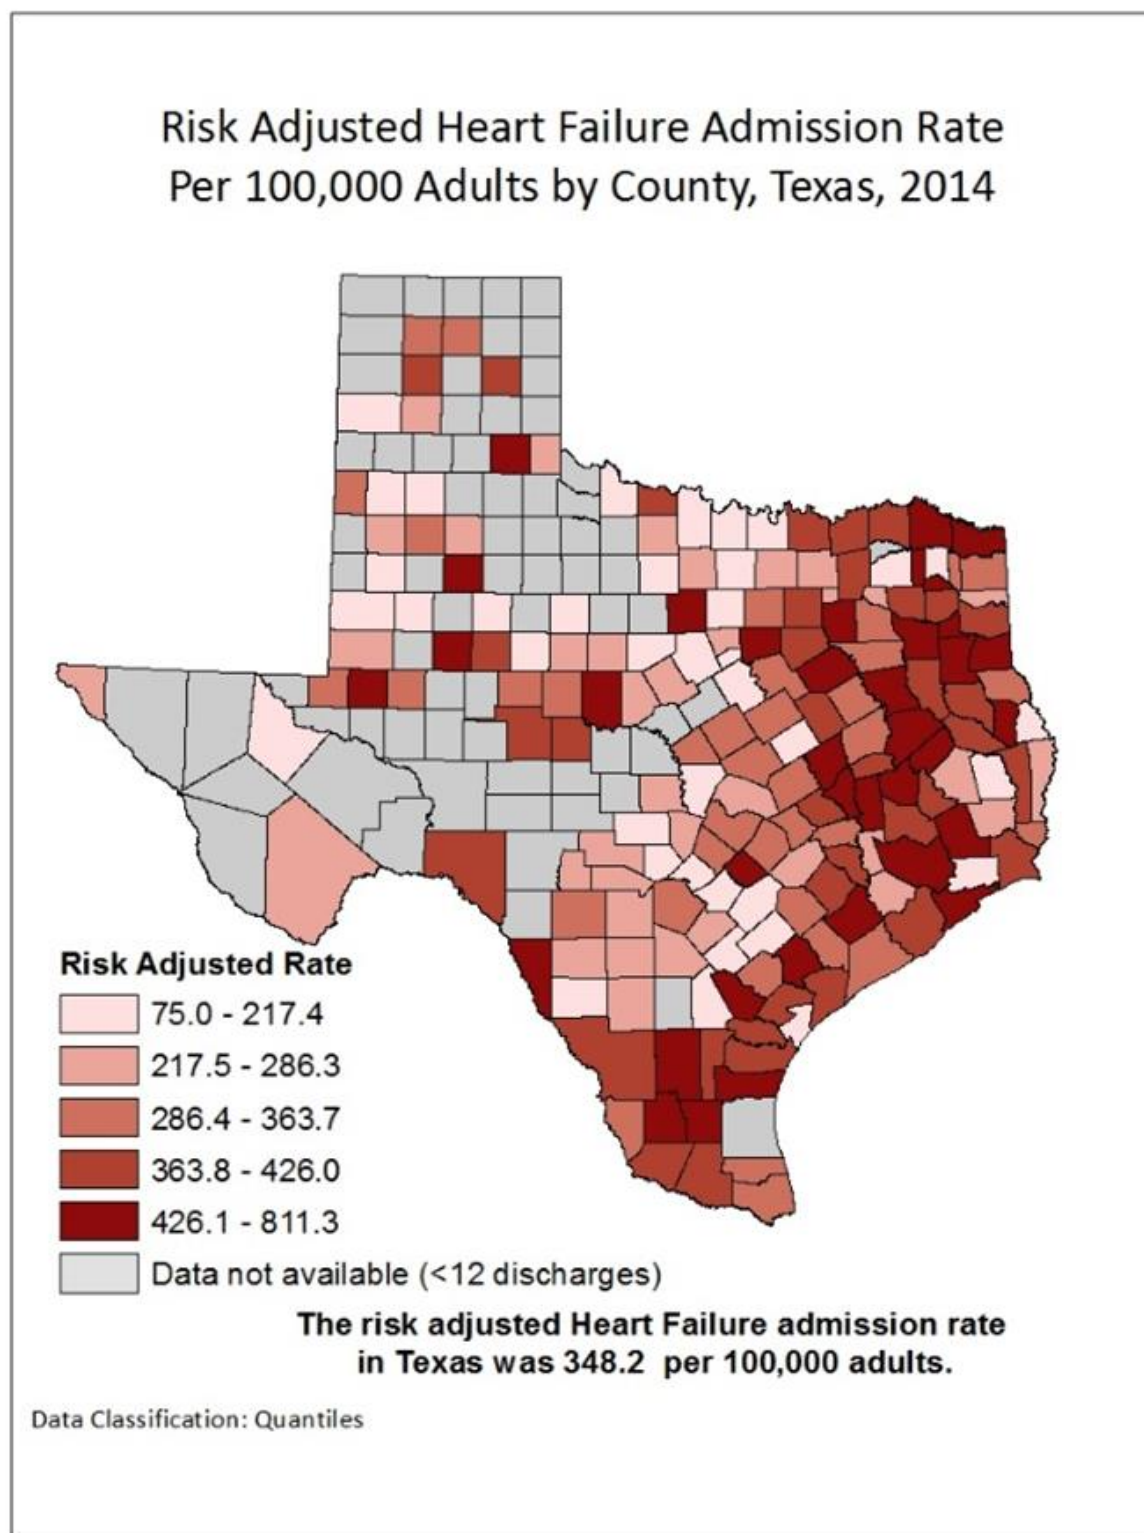 Risk Adjusted Heart Failure Admission Rate
Per 100,000 Adults by County, Texas, 2014
Risk Adjusted Rate
75.0 - 217.4
217.5 - 286.3
286.4 - 363.7
363.8 - 426.0
426.1 - 811.3
Data not available (<12 discharges)
The risk adjusted Heart Failure admission rate
in Texas was 348.2 per 100,000 adults.
Data Classification: Quantiles